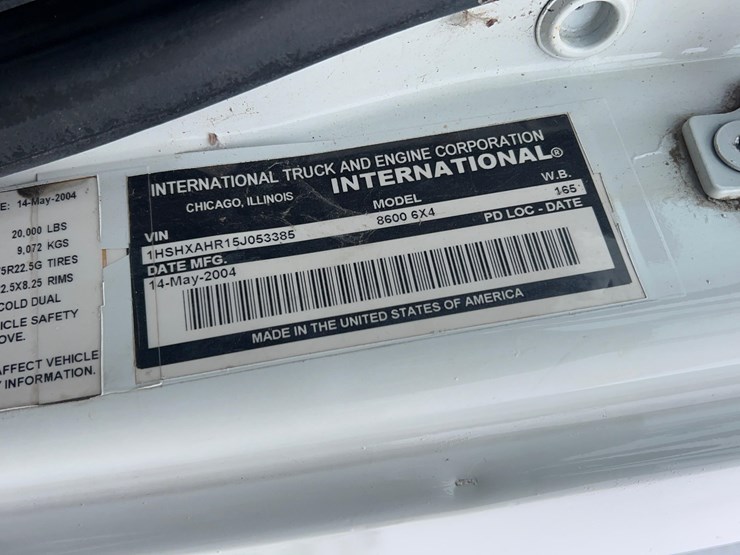 E: 14-May-2004
20,000 LBS
9,072 KGS
5R22.5G TIRES
2.5X8.25 RIMS
COLD DUAL
ICLE SAFETY
OVE.
AFFECT VEHICLE
INFORMATION.
INTERNATIONAL TRUCK AND ENGINE CORPORATION
CHICAGO, ILLINOIS INTERNATIONAL®
VIN MODEL W.B.
1HSHXAHR15J053385 8600 6X4 165
DATE MFG. PD LOC - DATE
14-May-2004
MADE IN THE UNITED STATES OF AMERICA